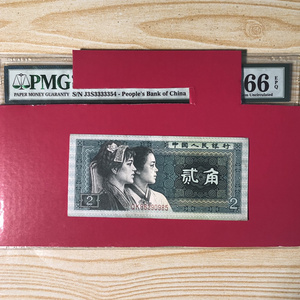 PMG
PAPER MONEY GUARANTY
66 EPQ
S/N J3S3333354 - People's Bank of China
中国人民银行
贰角
2
2